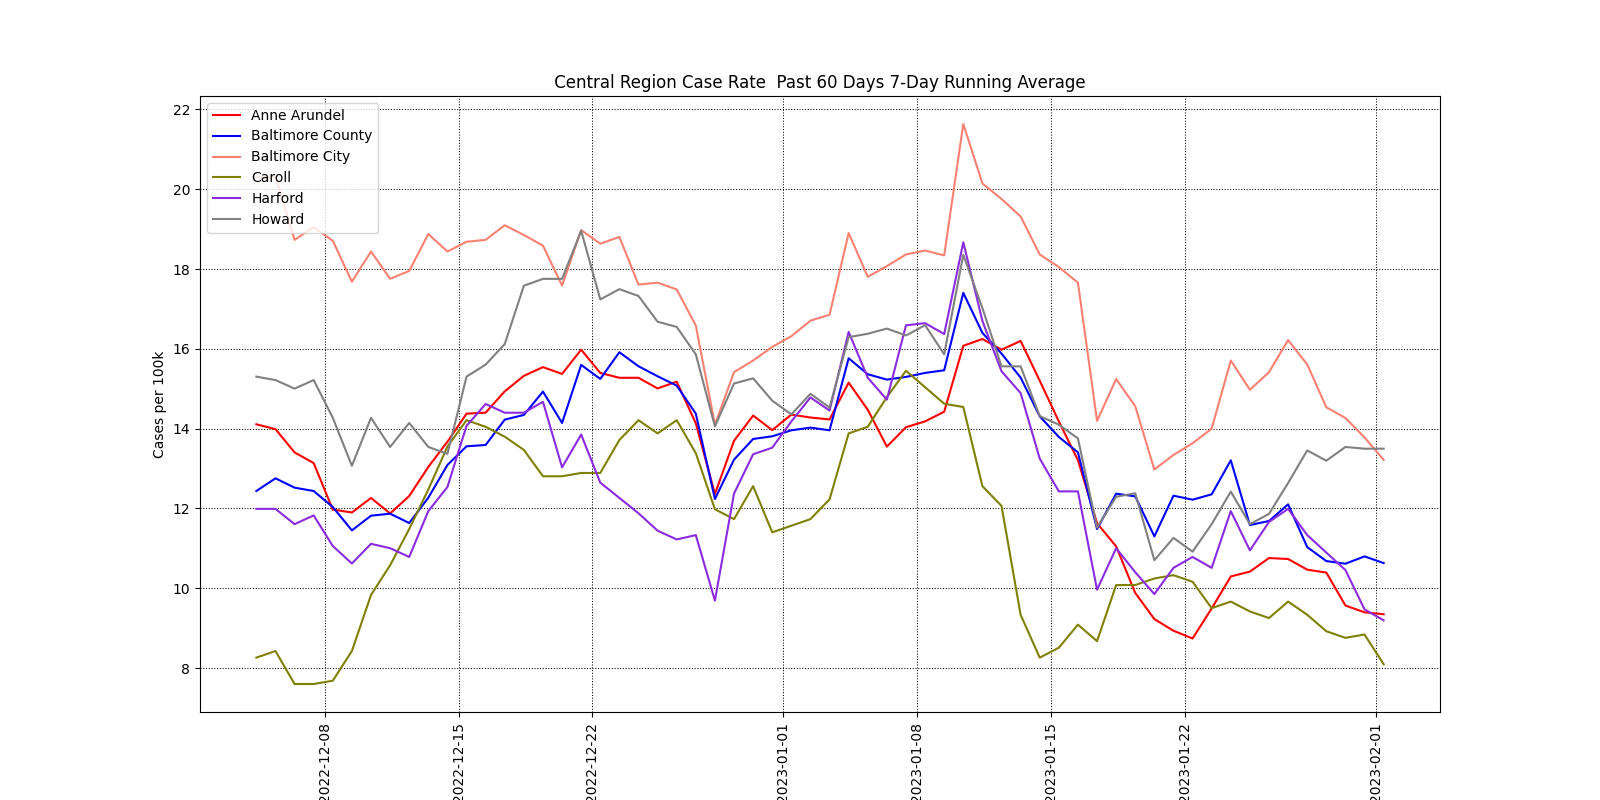 Central Region Case Rate  Past 60 Days 7-Day Running Average
Cases per 100k
22
20
18
16
14
12
10
8
Anne Arundel
Baltimore County
Baltimore City
Caroll
Harford
Howard
2022-12-08
2022-12-15
2022-12-22
2023-01-01
2023-01-08
2023-01-15
2023-01-22
2023-02-01